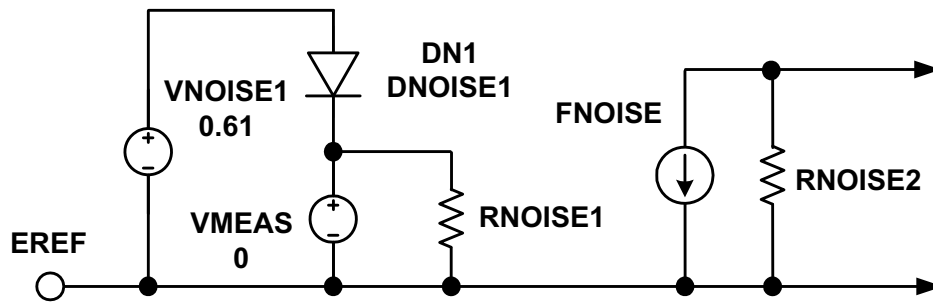 DN1
DNOISE1
VNOISE1
0.61
FNOISE
RNOISE2
VMEAS
0
RNOISE1
EREF